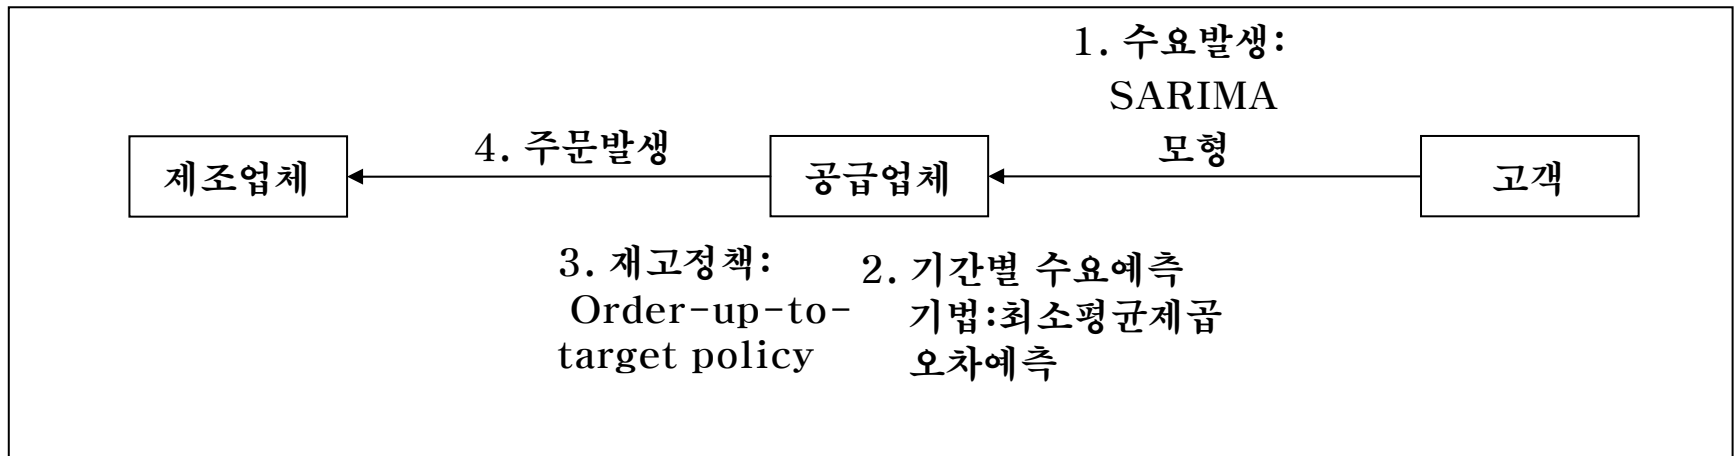 1. 수요발생:
SARIMA
모형
4. 주문발생
제조업체
공급업체
고객
3. 재고정책:
Order-up-to-
target policy
2. 기간별 수요예측
기법:최소평균제곱
오차예측